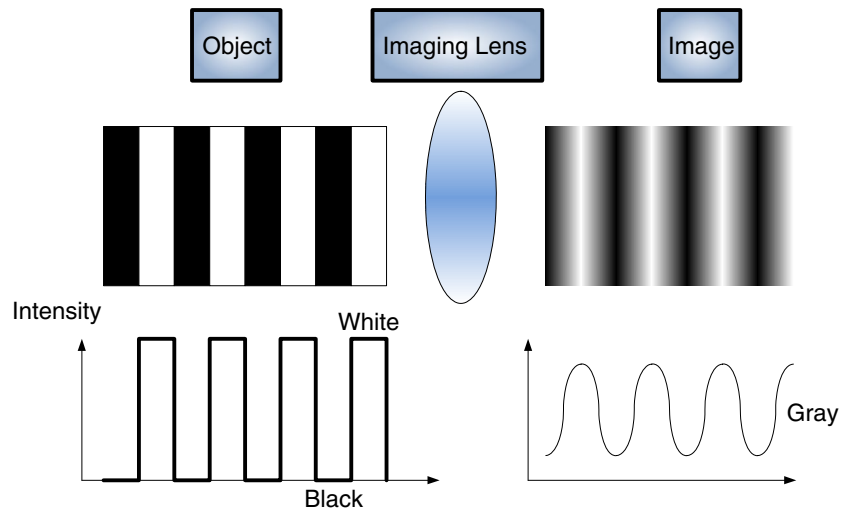 Object
Imaging Lens
Image
Intensity
White
Gray
Black